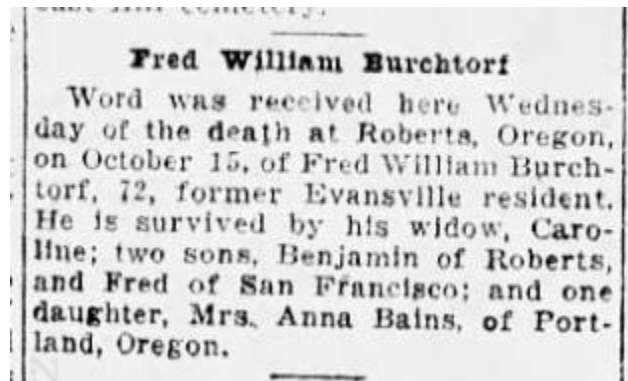 Fred William Burchtorf
Word was received here Wednes-
day of the death at Roberts, Oregon,
on October 15, of Fred William Burch-
torf, 72, former Evansville resident.
He is survived by his widow, Caro-
line; two sons, Benjamin of Roberts,
and Fred of San Francisco; and one
daughter, Mrs. Anna Bains, of Port-
land, Oregon.